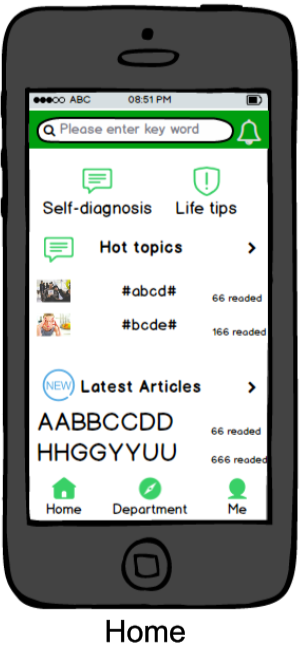 ABC 08:51 PM
Please enter key word
Self-diagnosis Life tips
Hot topics
#abcd# 66 readed
#bcde# 166 readed
NEW Latest Articles
AABBCCDD 66 readed
HHGGYYUU 666 readed
Home Department Me
Home